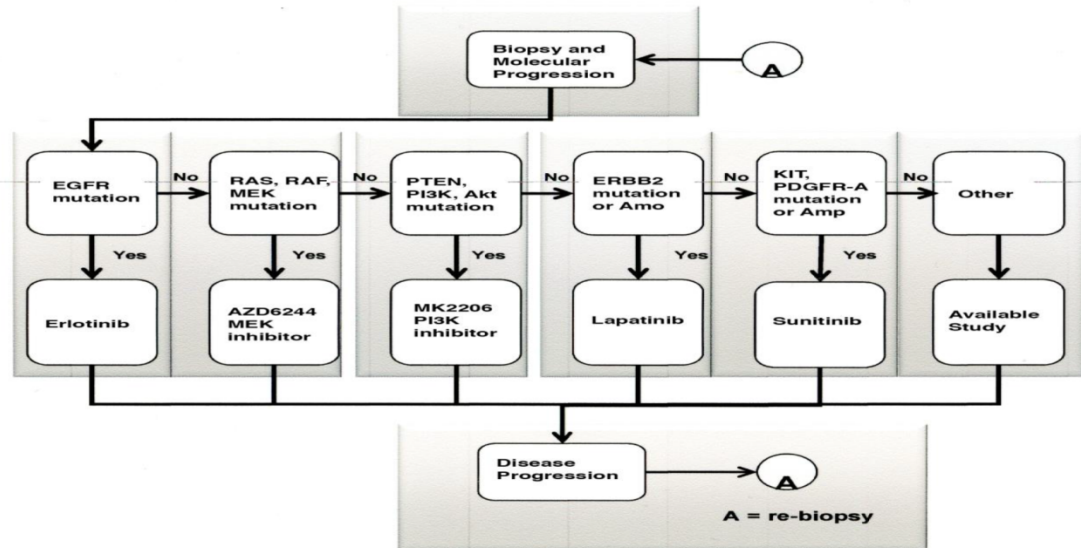 Biopsy and
Molecular
Progression
A
EGFR
mutation
No
RAS, RAF,
MEK
mutation
No
PTEN,
PI3K, Akt
mutation
No
ERBB2
mutation
or Amo
No
KIT,
PDGFR-A
mutation
or Amp
No
Other
Yes
Yes
Yes
Yes
Yes
Erlotinib
AZD6244
MEK
inhibitor
MK2206
PI3K
inhibitor
Lapatinib
Sunitinib
Available
Study
Disease
Progression
A
A = re-biopsy